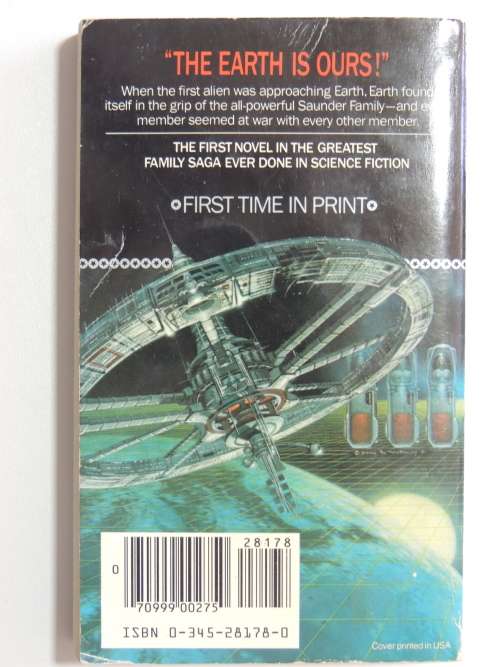 "THE EARTH IS OURS!"
When the first alien was approaching Earth, Earth found
itself in the grip of the all-powerful Saunder Family—and
member seemed at war with every other member.
THE FIRST NOVEL IN THE GREATEST
FAMILY SAGA EVER DONE IN SCIENCE FICTION
FIRST TIME IN PRINT
28178
0
70999 00275
ISBN 0-345-28178-0
Cover printed in USA